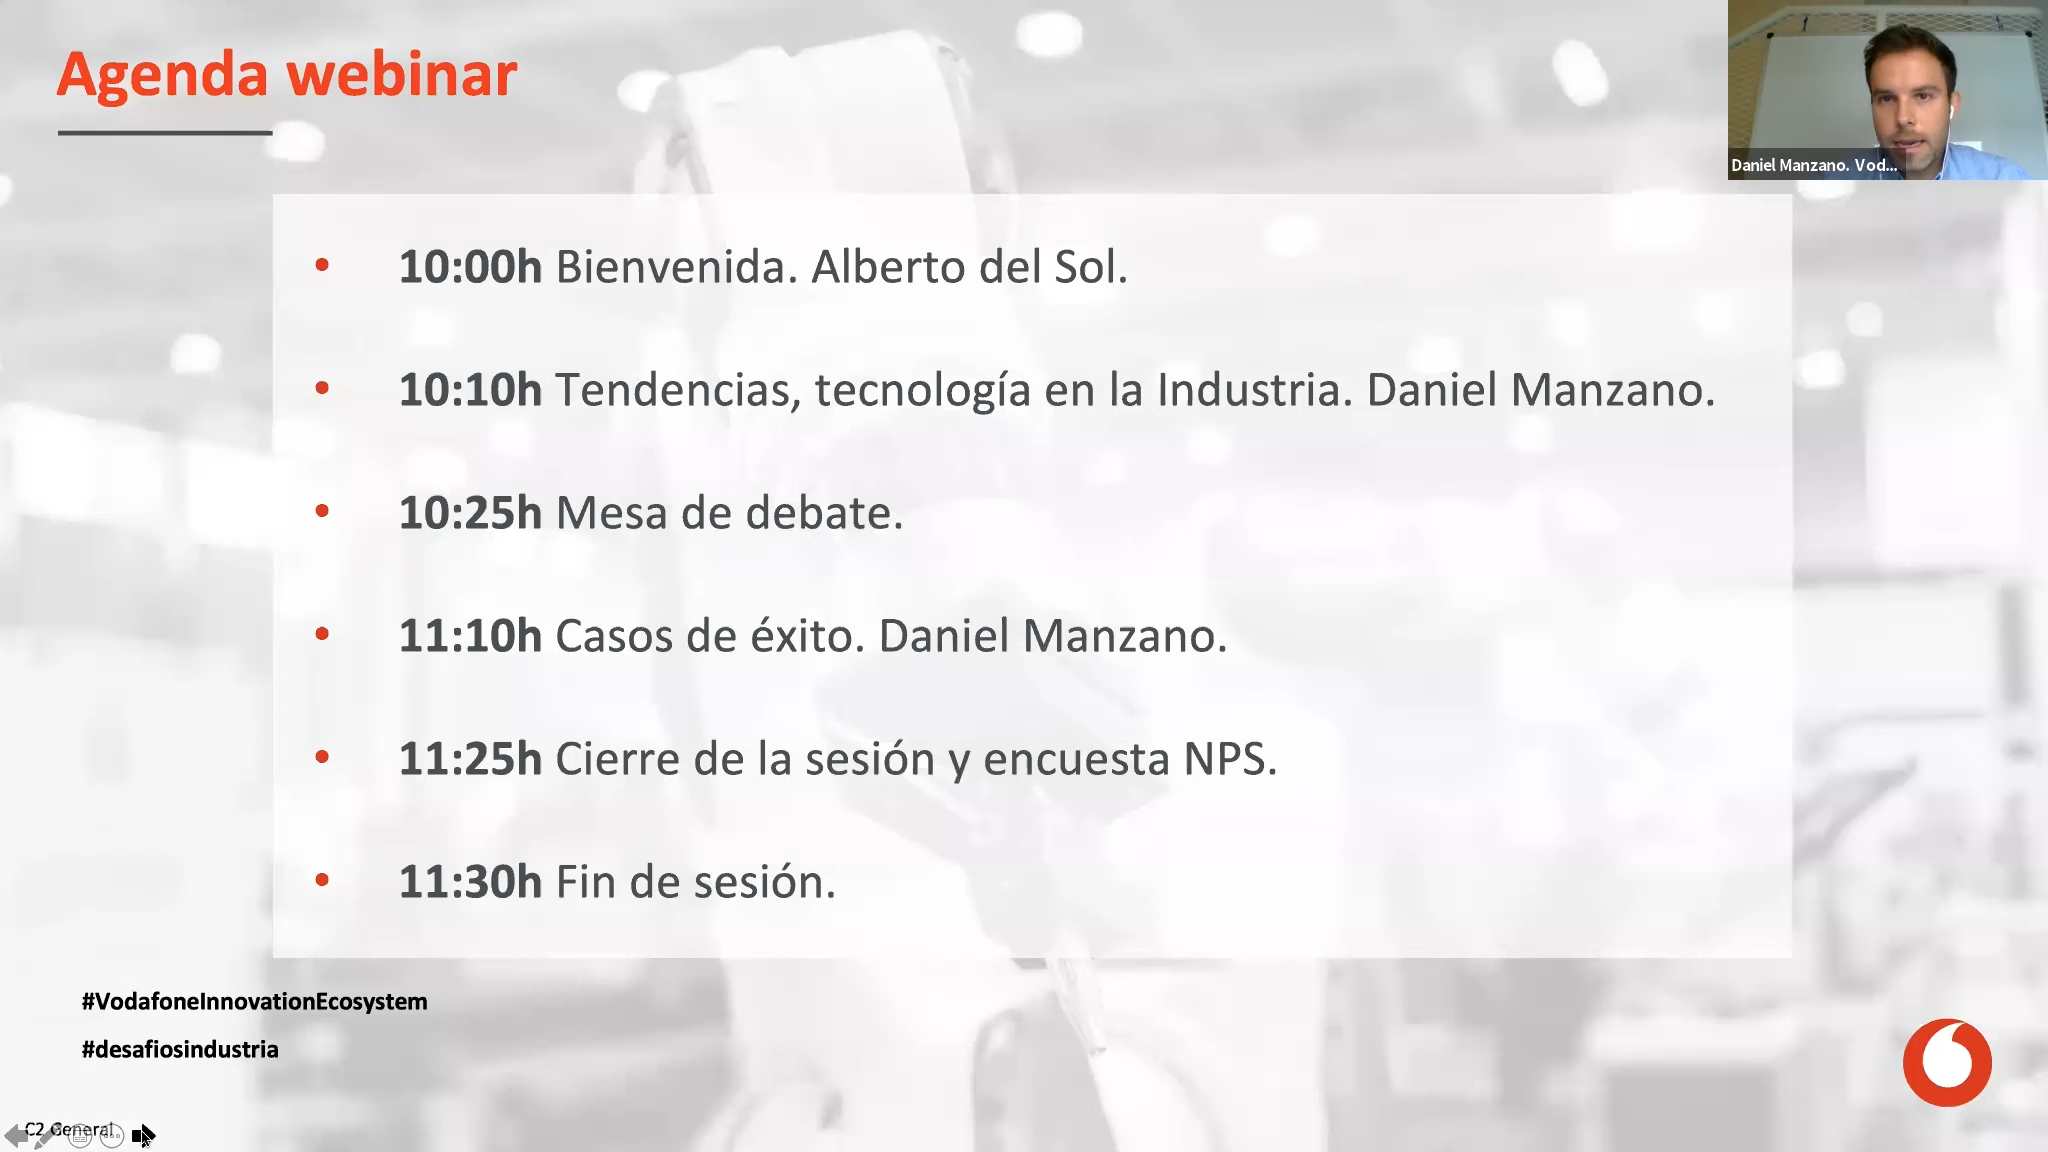 Agenda webinar
Daniel Manzano. Vod...
• 10:00h Bienvenida. Alberto del Sol.
• 10:10h Tendencias, tecnología en la Industria. Daniel Manzano.
• 10:25h Mesa de debate.
• 11:10h Casos de éxito. Daniel Manzano.
• 11:25h Cierre de la sesión y encuesta NPS.
• 11:30h Fin de sesión.
#VodafoneInnovationEcosystem
#desafiosindustria
C2 General